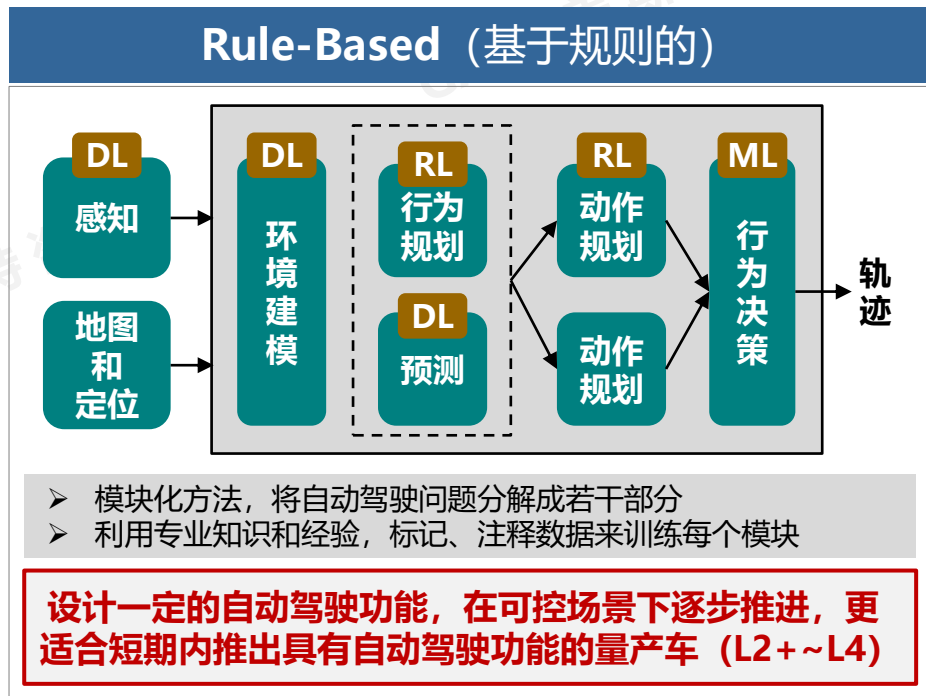 Rule-Based（基于规则的）
DL
感知
地图
和
定位
DL
环
境
建
模
RL
行为
规划
DL
预测
RL
动作
规划
动作
规划
ML
行
为
决
策
轨
迹
➢ 模块化方法，将自动驾驶问题分解成若干部分
➢ 利用专业知识和经验，标记、注释数据来训练每个模块
设计一定的自动驾驶功能，在可控场景下逐步推进，更
适合短期内推出具有自动驾驶功能的量产车（L2+~L4）